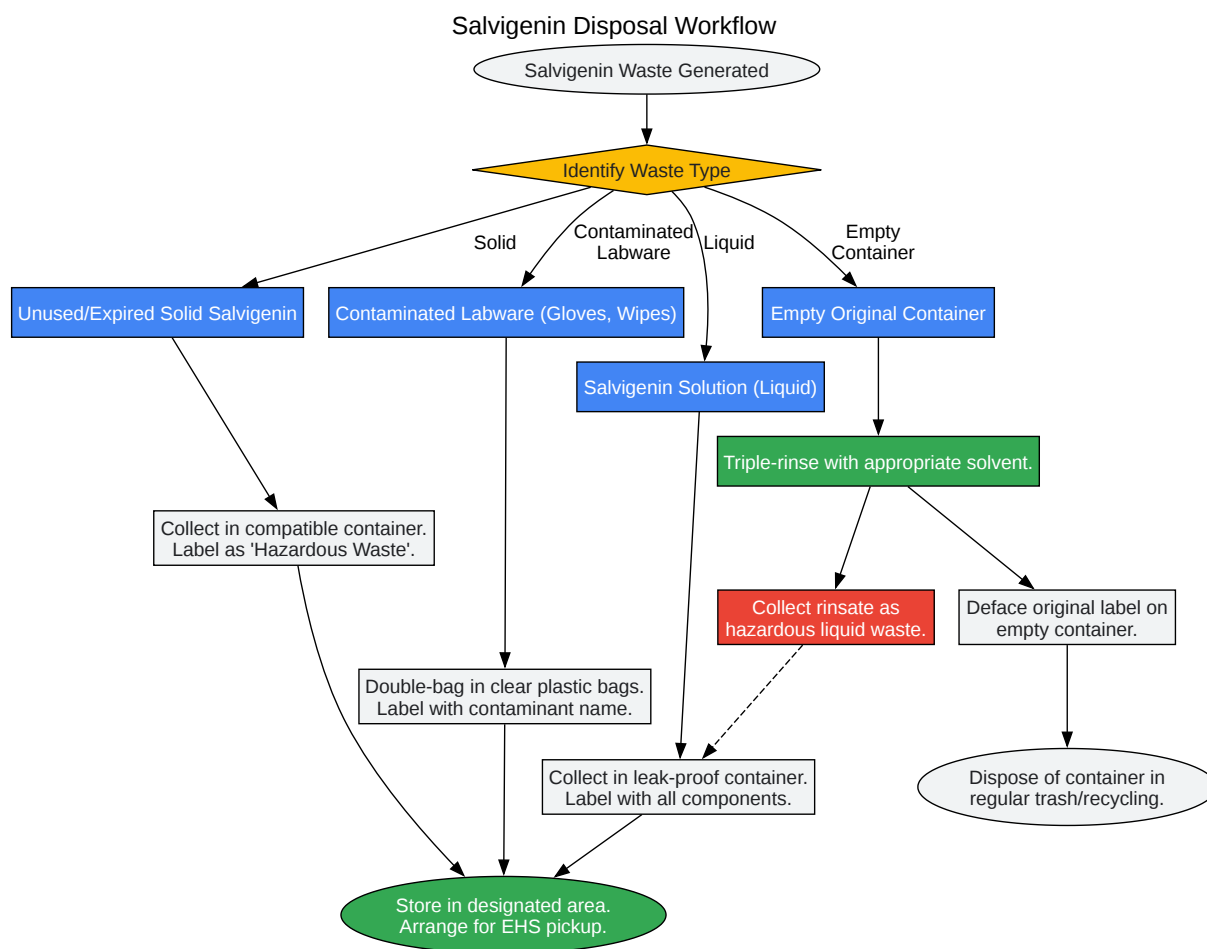 Salvigenin Disposal Workflow
Salvigenin Waste Generated
Identify Waste Type
Solid
Contaminated
Labware
Liquid
Empty
Container
Unused/Expired Solid Salvigenin
Contaminated Labware (Gloves, Wipes)
Empty Original Container
Salvigenin Solution (Liquid)
Triple-rinse with appropriate solvent.
Collect in compatible container.
Label as 'Hazardous Waste'.
Collect rinsate as
hazardous liquid waste.
Deface original label on
empty container.
Double-bag in clear plastic bags.
Label with contaminant name.
Collect in leak-proof container.
Label with all components.
Dispose of container in
regular trash/recycling.
Store in designated area.
Arrange for EHS pickup.